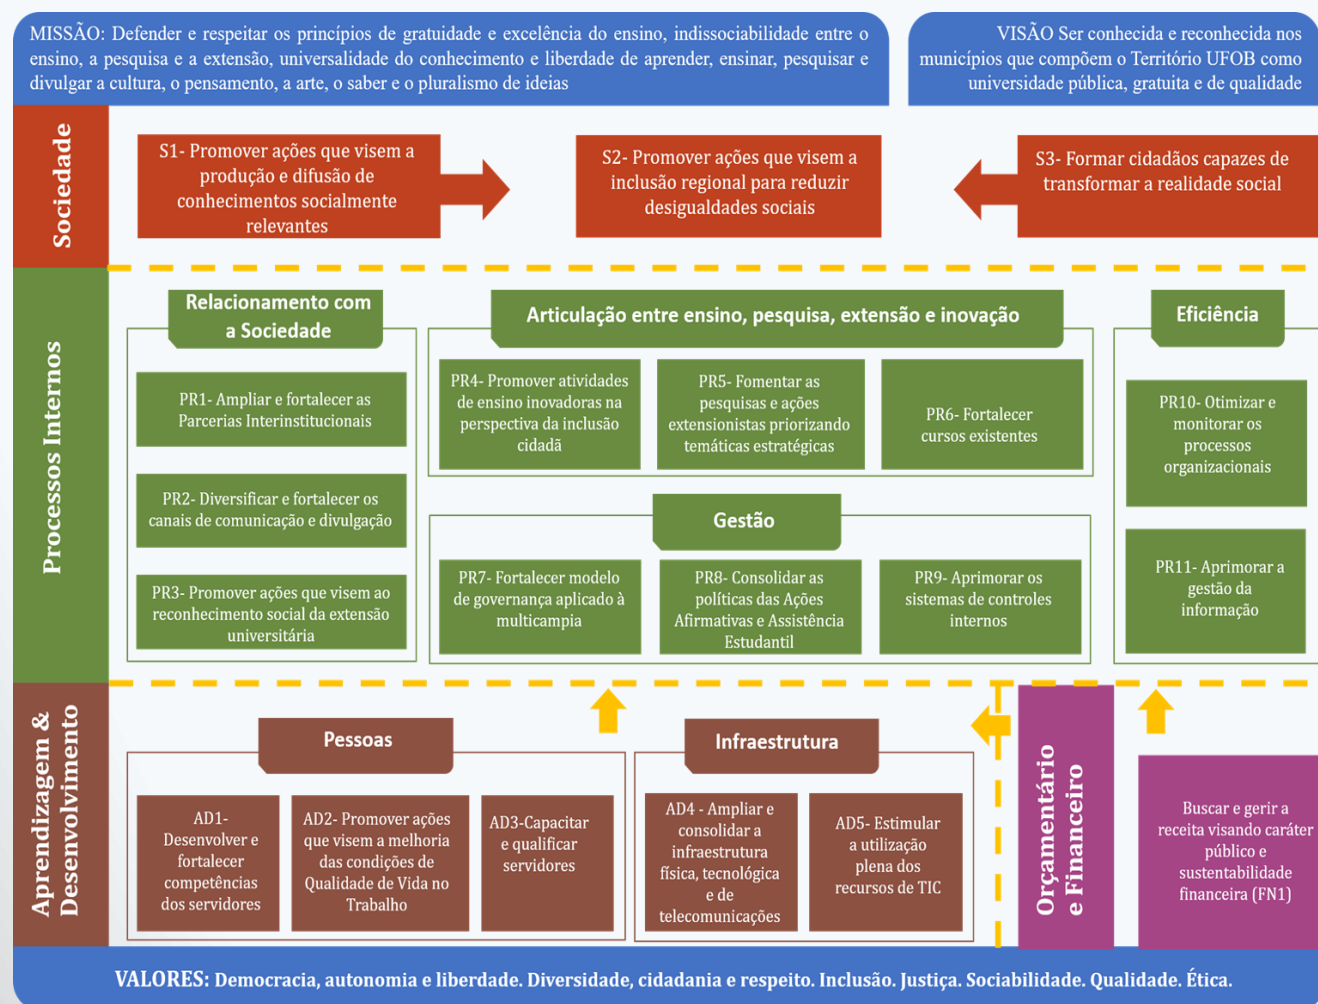 MISSÃO: Defender e respeitar os princípios de gratuidade e excelência do ensino, indissociabilidade entre o
ensino, a pesquisa e a extensão, universalidade do conhecimento e liberdade de aprender, ensinar, pesquisar e
divulgar a cultura, o pensamento, a arte, o saber e o pluralismo de ideias
VISÃO Ser conhecida e reconhecida nos
municípios que compõem o Território UFOB como
universidade pública, gratuita e de qualidade
Sociedade
S1- Promover ações que visem a
produção e difusão de
conhecimentos socialmente
relevantes
S2- Promover ações que visem a
inclusão regional para reduzir
desigualdades sociais
S3- Formar cidadãos capazes de
transformar a realidade social
Processos Internos
Relacionamento com
a Sociedade
PR1- Ampliar e fortalecer as
Parcerias Interinstitucionais
PR2- Diversificar e fortalecer os
canais de comunicação e divulgação
PR3- Promover ações que visem ao
reconhecimento social da extensão
universitária
Articulação entre ensino, pesquisa, extensão e inovação
PR4- Promover atividades
de ensino inovadoras na
perspectiva da inclusão
cidadã
PR5- Fomentar as
pesquisas e ações
extensionistas priorizando
temáticas estratégicas
PR6- Fortalecer
cursos existentes
Gestão
PR7- Fortalecer modelo
de governança aplicado à
multicampia
PR8- Consolidar as
políticas das Ações
Afirmativas e Assistência
Estudantil
PR9- Aprimorar os
sistemas de controles
internos
Eficiência
PR10- Otimizar e
monitorar os
processos
organizacionais
PR11- Aprimorar a
gestão da
informação
Aprendizagem &
Desenvolvimento
Pessoas
AD1-
Desenvolver e
fortalecer
competências
dos servidores
AD2- Promover ações
que visem a melhoria
das condições de
Qualidade de Vida no
Trabalho
AD3-Capacitar
e qualificar
servidores
Infraestrutura
AD4 - Ampliar e
consolidar a
infraestrutura
física, tecnológica
e de
telecomunicações
AD5- Estimular
a utilização
plena dos
recursos de TIC
Orçamentário
e Financeiro
Buscar e gerir a
receita visando caráter
público e
sustentabilidade
financeira (FN1)
VALORES: Democracia, autonomia e liberdade. Diversidade, cidadania e respeito. Inclusão. Justiça. Sociabilidade. Qualidade. Ética.